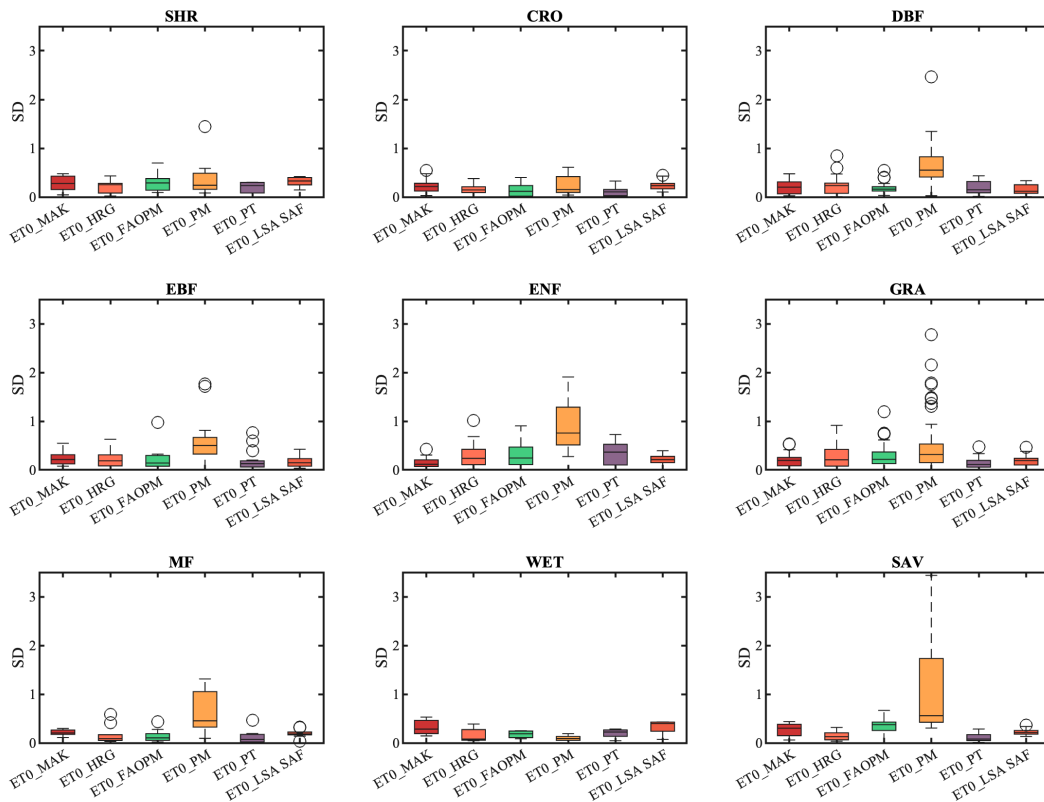 SHR
CRO
DBF
3
2
1
0
SD
3
2
1
0
SD
3
2
1
0
SD
ET0_MAK
ET0_HRG
ET0_FAOPM
ET0_PM
ET0_PT
ET0_LSA SAF
ET0_MAK
ET0_HRG
ET0_FAOPM
ET0_PM
ET0_PT
ET0_LSA SAF
ET0_MAK
ET0_HRG
ET0_FAOPM
ET0_PM
ET0_PT
ET0_LSA SAF
EBF
ENF
GRA
3
2
1
0
SD
3
2
1
0
SD
3
2
1
0
SD
ET0_MAK
ET0_HRG
ET0_FAOPM
ET0_PM
ET0_PT
ET0_LSA SAF
ET0_MAK
ET0_HRG
ET0_FAOPM
ET0_PM
ET0_PT
ET0_LSA SAF
ET0_MAK
ET0_HRG
ET0_FAOPM
ET0_PM
ET0_PT
ET0_LSA SAF
MF
WET
SAV
3
2
1
0
SD
3
2
1
0
SD
3
2
1
0
SD
ET0_MAK
ET0_HRG
ET0_FAOPM
ET0_PM
ET0_PT
ET0_LSA SAF
ET0_MAK
ET0_HRG
ET0_FAOPM
ET0_PM
ET0_PT
ET0_LSA SAF
ET0_MAK
ET0_HRG
ET0_FAOPM
ET0_PM
ET0_PT
ET0_LSA SAF